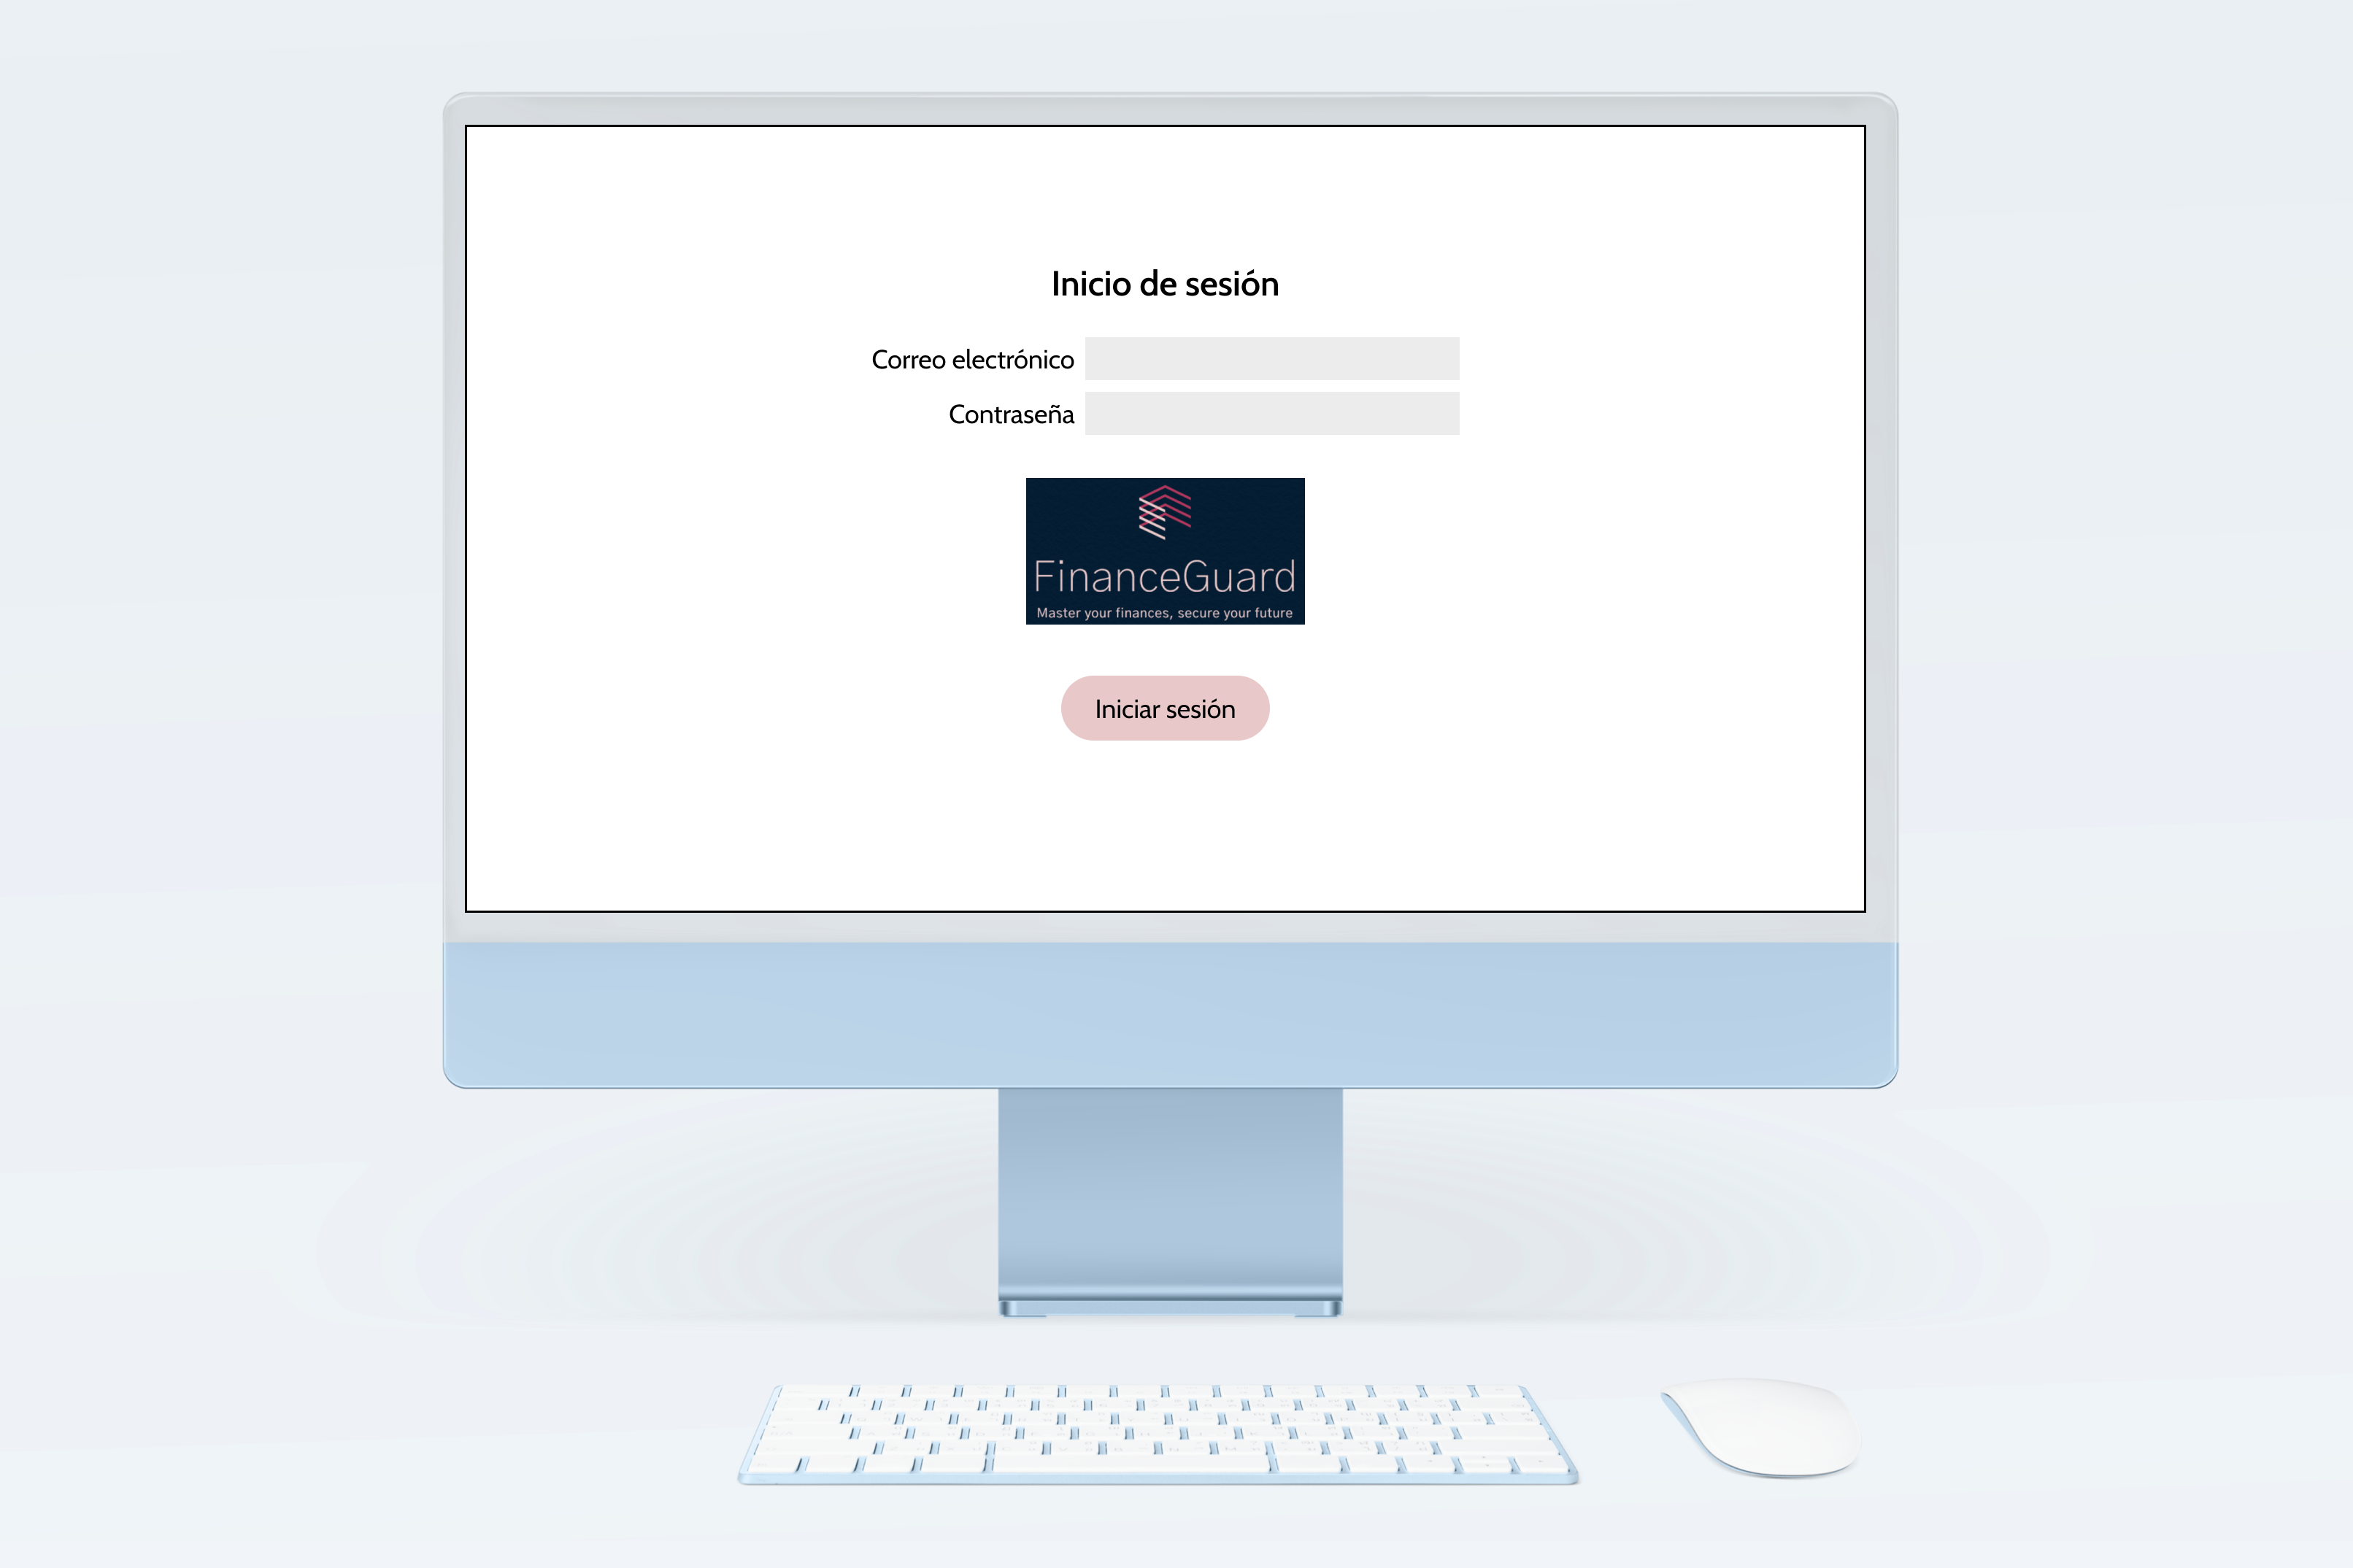 Inicio de sesión
Correo electrónico
Contraseña
FinanceGuard
Master your finances, secure your future
Iniciar sesión